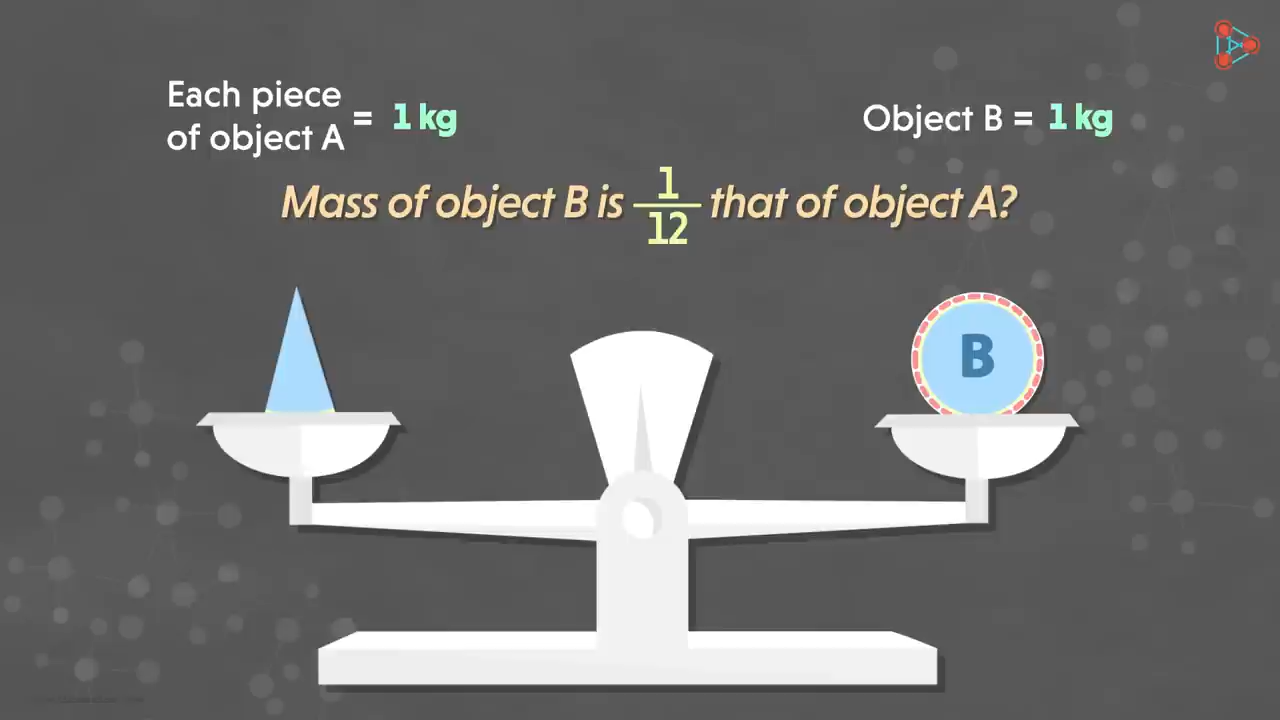 Each piece
of object A = 1 kg
Object B = 1 kg
Mass of object B is 1/12 that of object A?
B